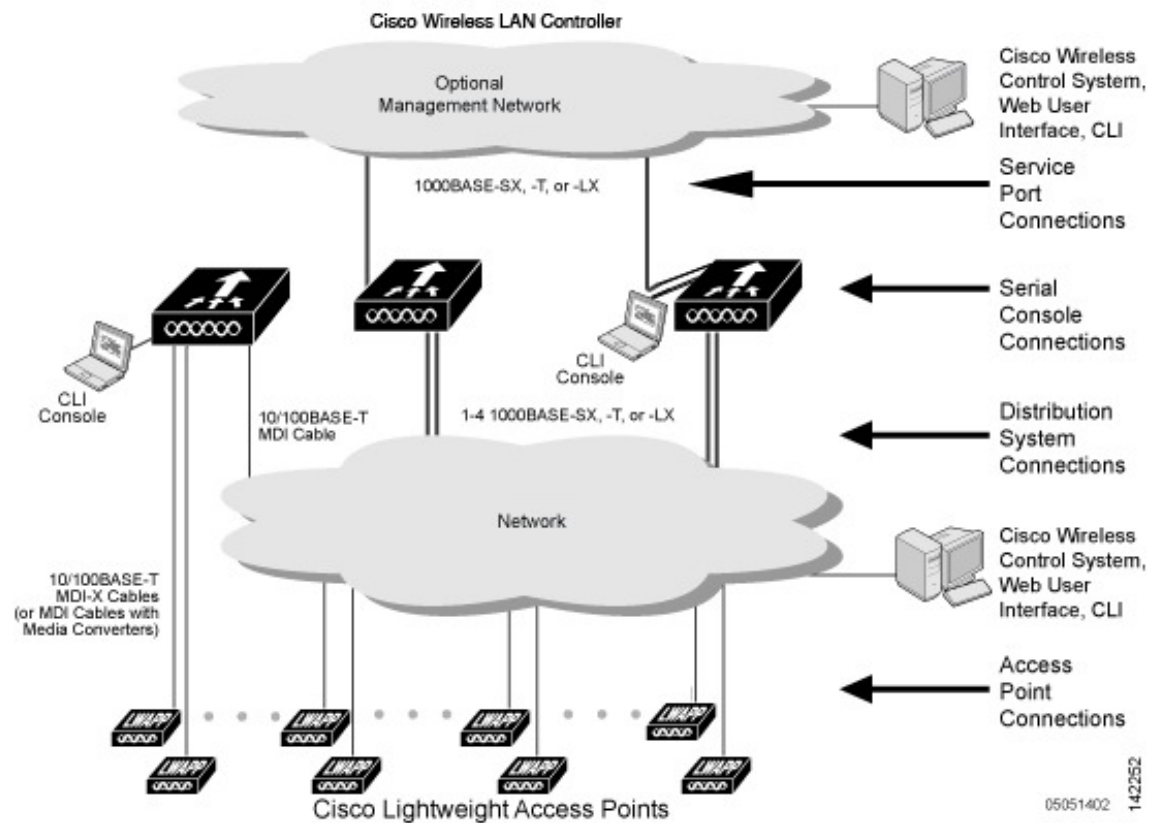 Cisco Wireless LAN Controller
Optional
Management Network
Cisco Wireless
Control System,
Web User
Interface, CLI
1000BASE-SX, -T, or -LX
Service
Port
Connections
Serial
Console
Connections
CLI
Console
CLI
Console
10/100BASE-T
MDI Cable
1-4 1000BASE-SX, -T, or -LX
Distribution
System
Connections
Network
Cisco Wireless
Control System,
Web User
Interface, CLI
10/100BASE-T
MDI-X Cables
(or MDI Cables with
Media Converters)
Access
Point
Connections
LWAPP
LWAPP
LWAPP
LWAPP
LWAPP
LWAPP
LWAPP
LWAPP
Cisco Lightweight Access Points
05051402
142252